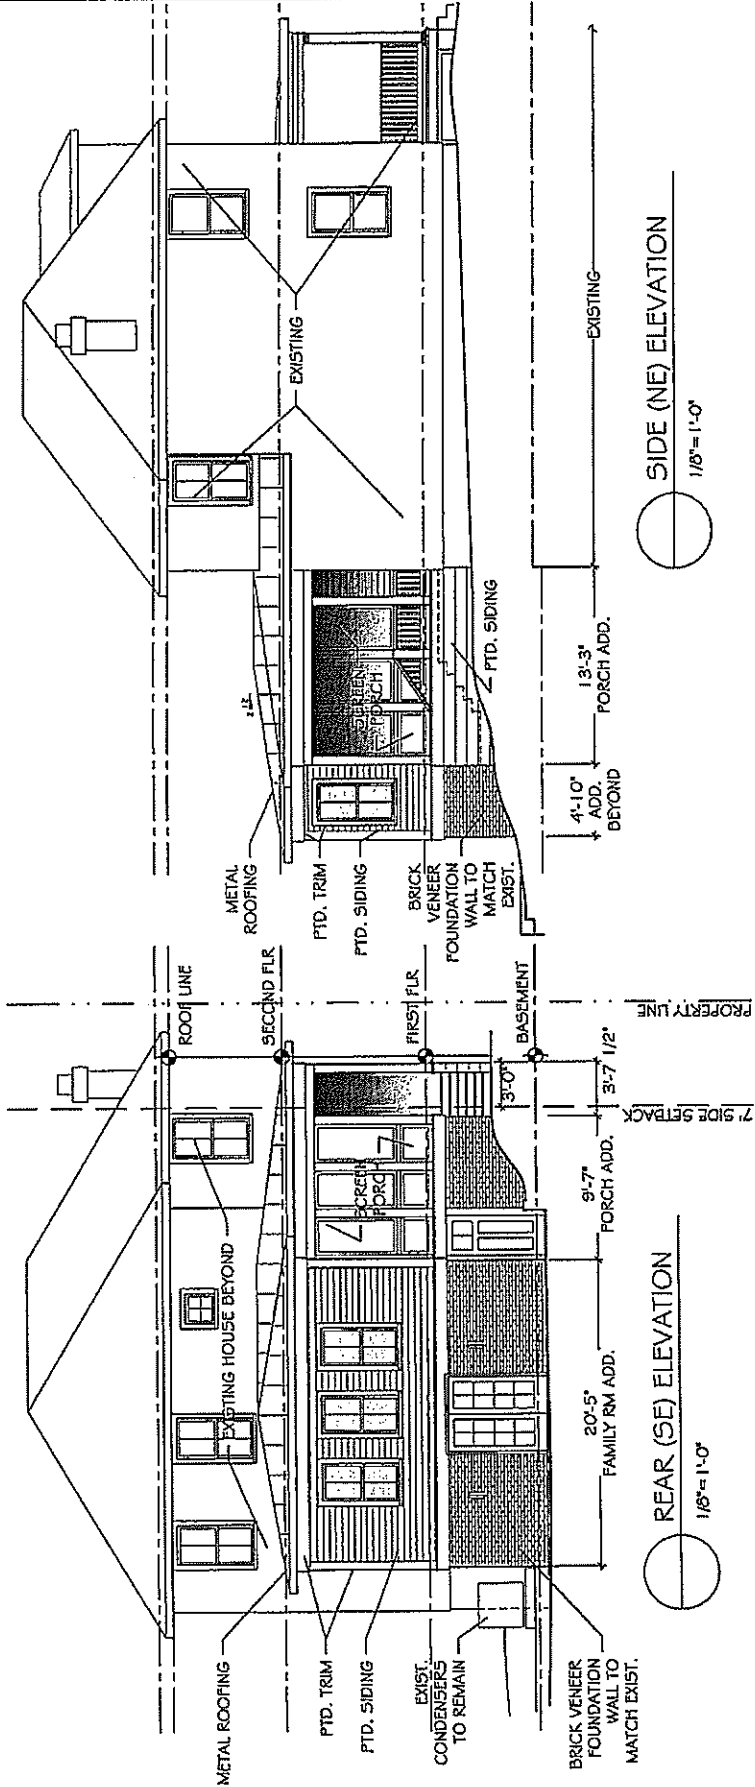 METAL ROOFING
PTD. TRIM
PTD. SIDING
EXIST.
CONDENSERS
TO REMAIN
BRICK VENEER
FOUNDATION
WALL TO
MATCH EXIST.
EXISTING HOUSE BEYOND
SCREEN
PORCH
ROOF LINE
SECOND FLR
FIRST FLR
BASEMENT
3'-0"
3'-7 1/2"
9'-7"
PORCH ADD.
20'-5"
FAMILY RM ADD.
7' SIDE SETBACK
PROPERTY LINE
REAR (SE) ELEVATION
1/8"=1'-0"
METAL
ROOFING
PTD. TRIM
PTD. SIDING
BRICK
VENEER
FOUNDATION
WALL TO
MATCH
EXIST.
SCREEN
PORCH
EXISTING
PTD. SIDING
4'-10"
ADD.
BEYOND
13'-3"
PORCH ADD.
EXISTING
SIDE (NE) ELEVATION
1/8"=1'-0"